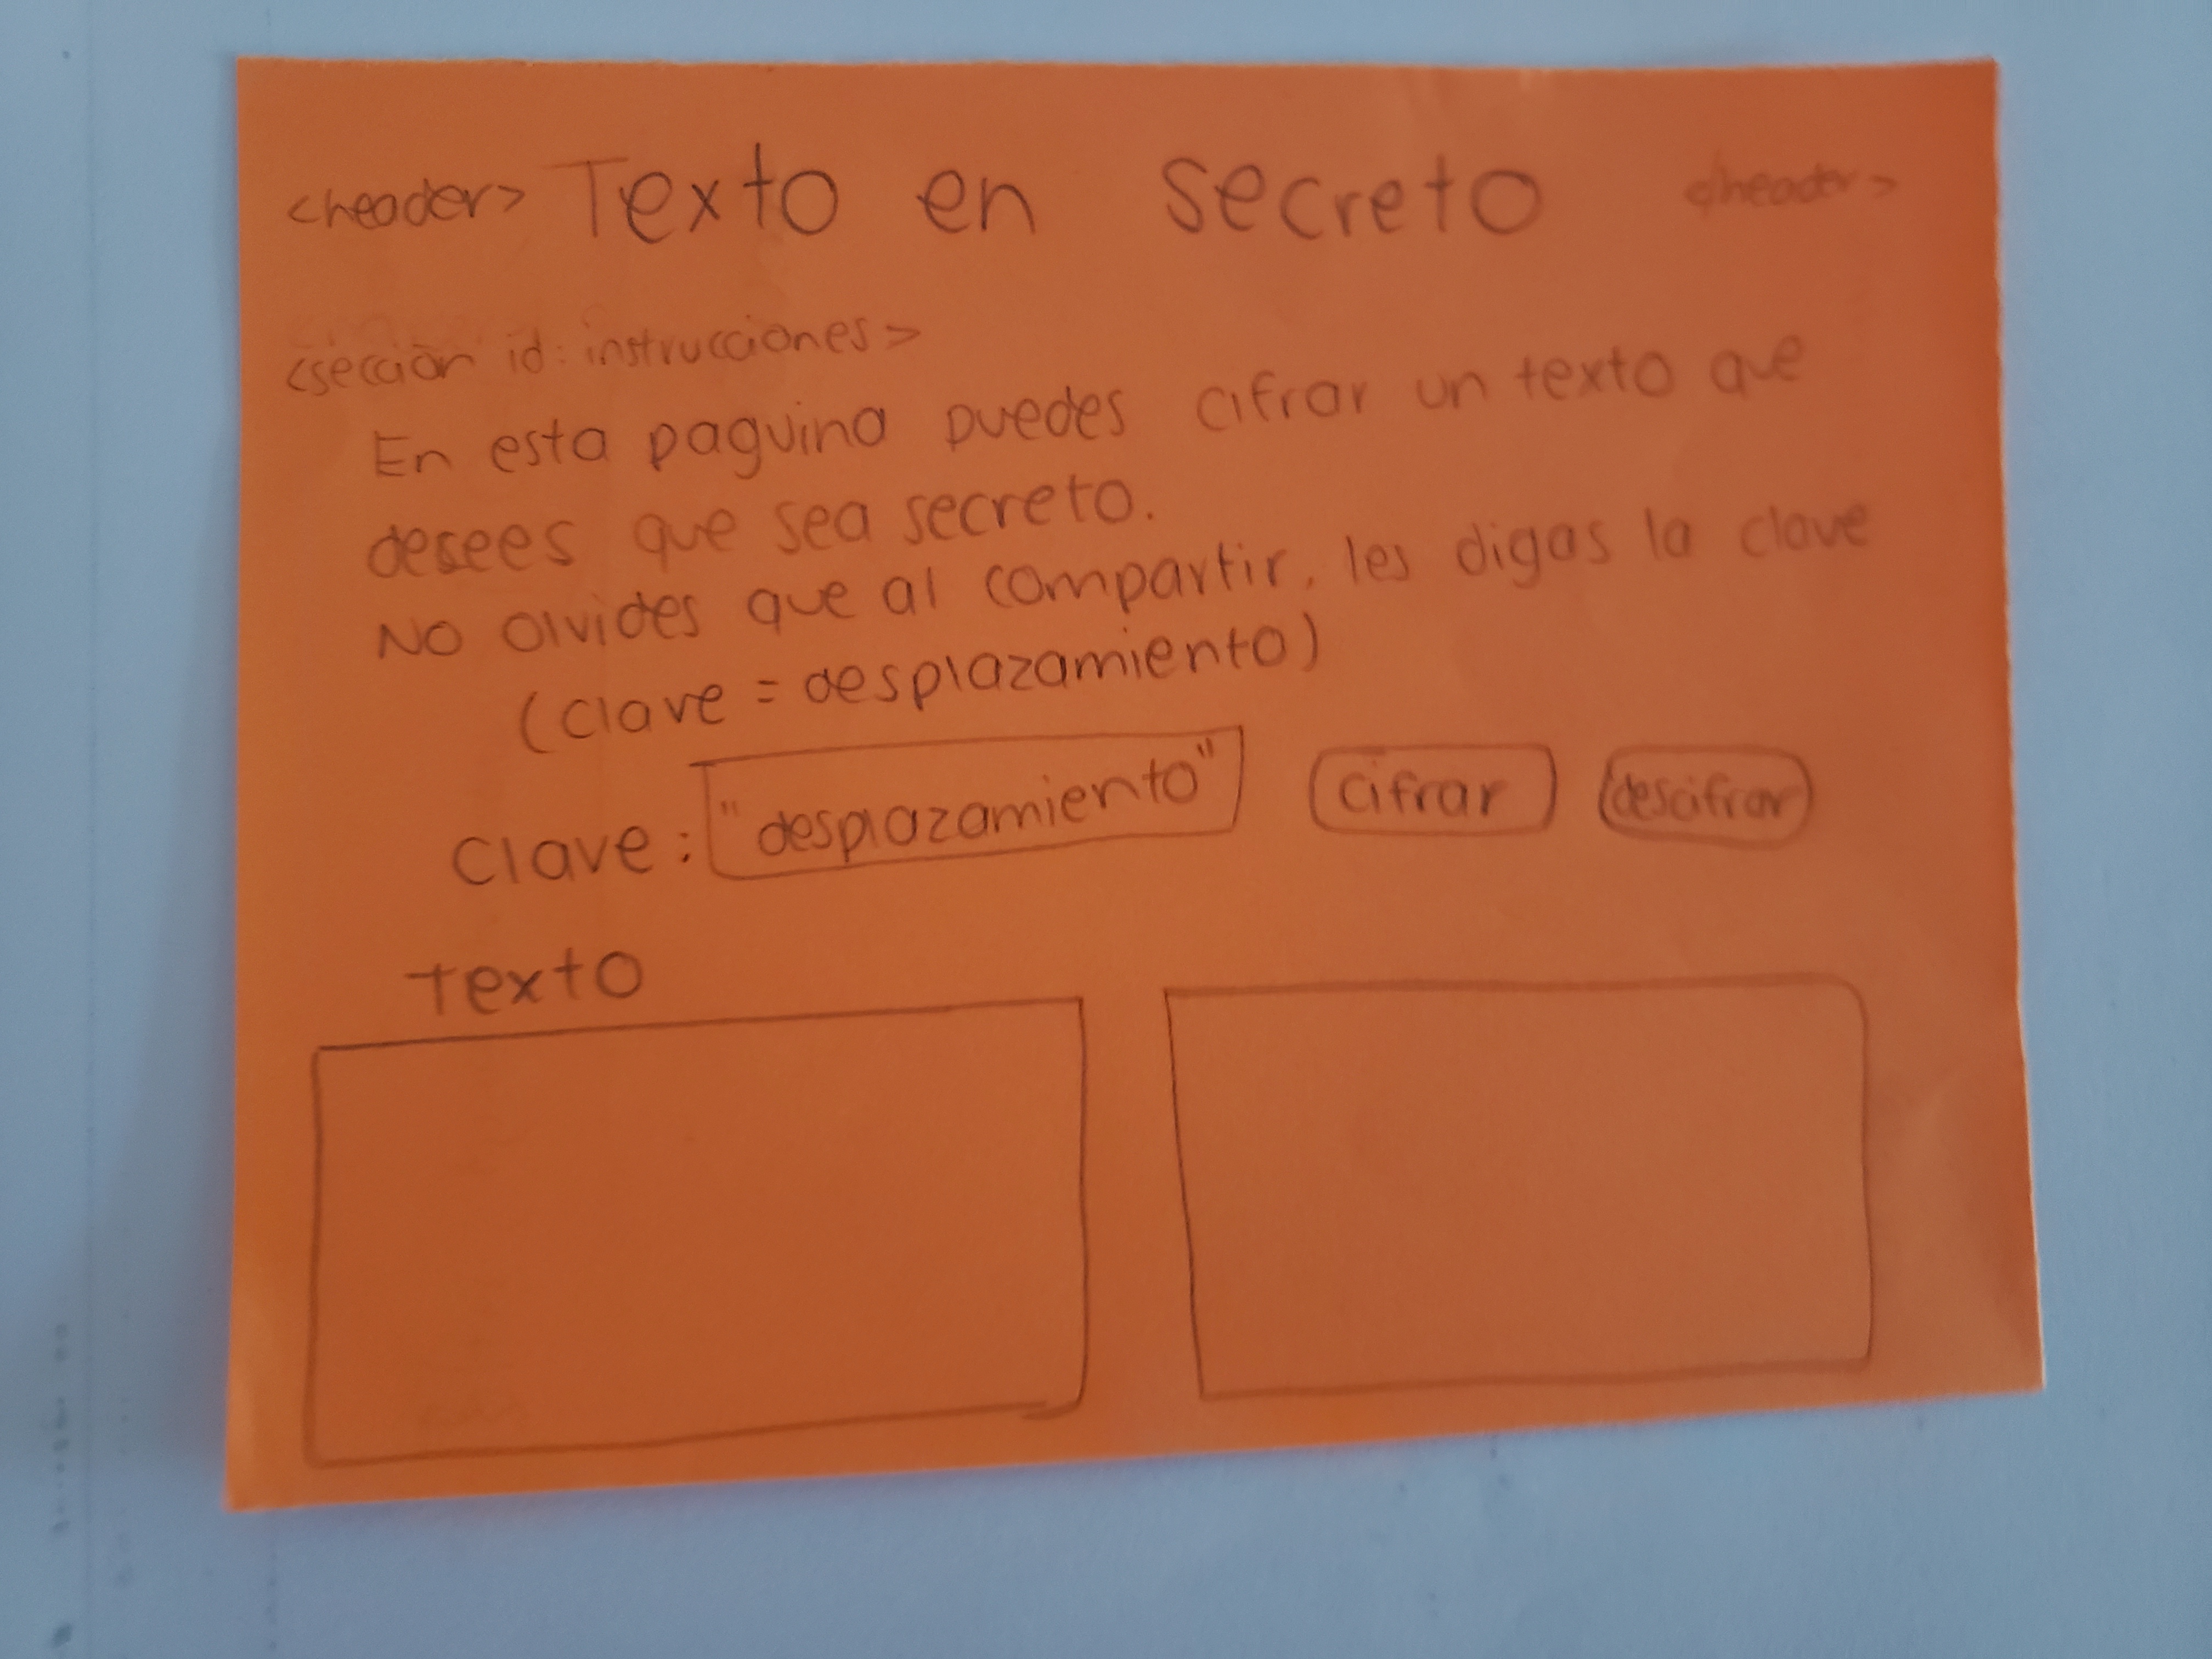 <header> Texto en secreto <header>
<sección id: instrucciones>
En esta paguina puedes cifrar un texto que
desees que sea secreto.
No olvides que al compartir, les digas la clave
(clave = desplazamiento)
Clave: "desplazamiento" cifrar descifrar
Texto